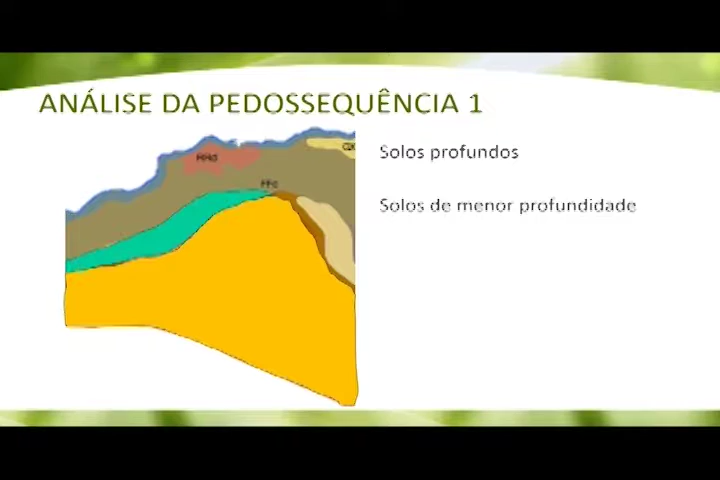 ANÁLISE DA PEDOSSEQUÊNCIA 1
Solos profundos
Solos de menor profundidade